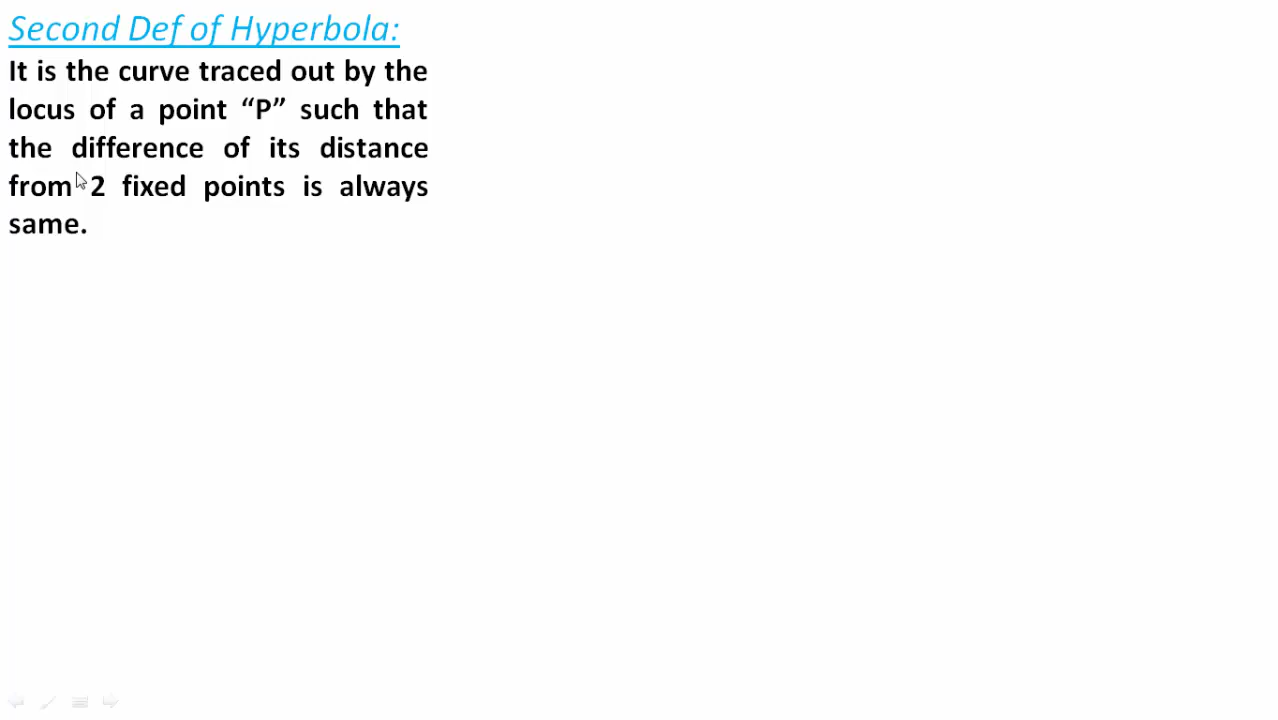 Second Def of Hyperbola:
It is the curve traced out by the
locus of a point “P” such that
the difference of its distance
from 2 fixed points is always
same.